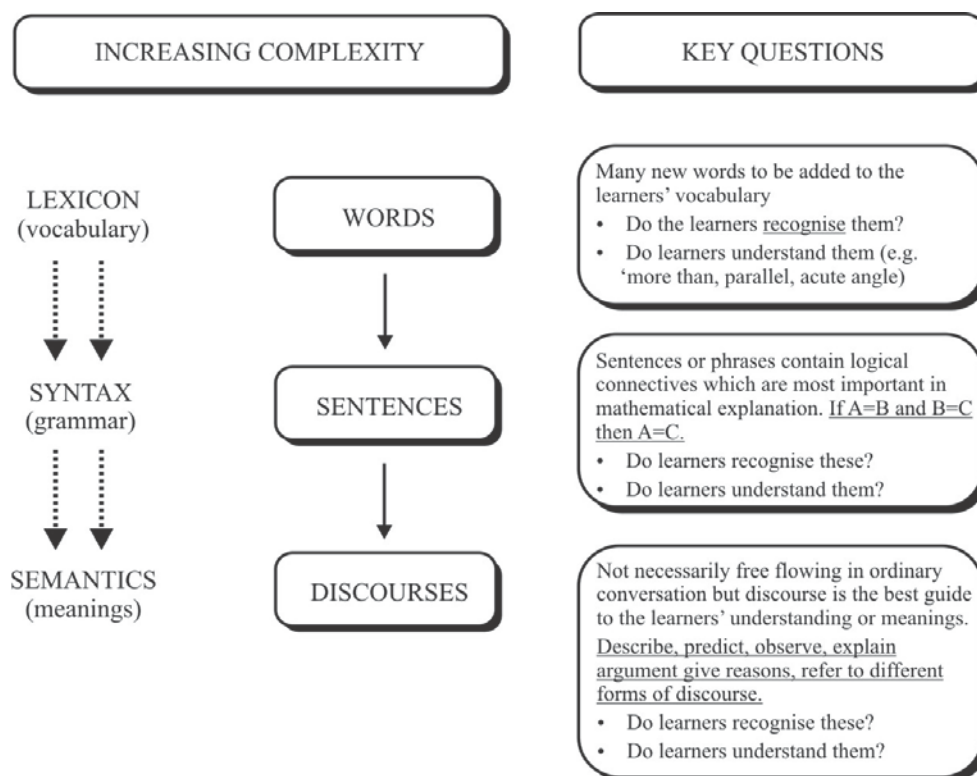 INCREASING COMPLEXITY
KEY QUESTIONS
LEXICON
(vocabulary)
WORDS
Many new words to be added to the
learners’ vocabulary
• Do the learners recognise them?
• Do learners understand them (e.g.
‘more than, parallel, acute angle)
SYNTAX
(grammar)
SENTENCES
Sentences or phrases contain logical
connectives which are most important in
mathematical explanation. If A=B and B=C
then A=C.
• Do learners recognise these?
• Do learners understand them?
SEMANTICS
(meanings)
DISCOURSES
Not necessarily free flowing in ordinary
conversation but discourse is the best guide
to the learners’ understanding or meanings.
Describe, predict, observe, explain
argument give reasons, refer to different
forms of discourse.
• Do learners recognise these?
• Do learners understand them?